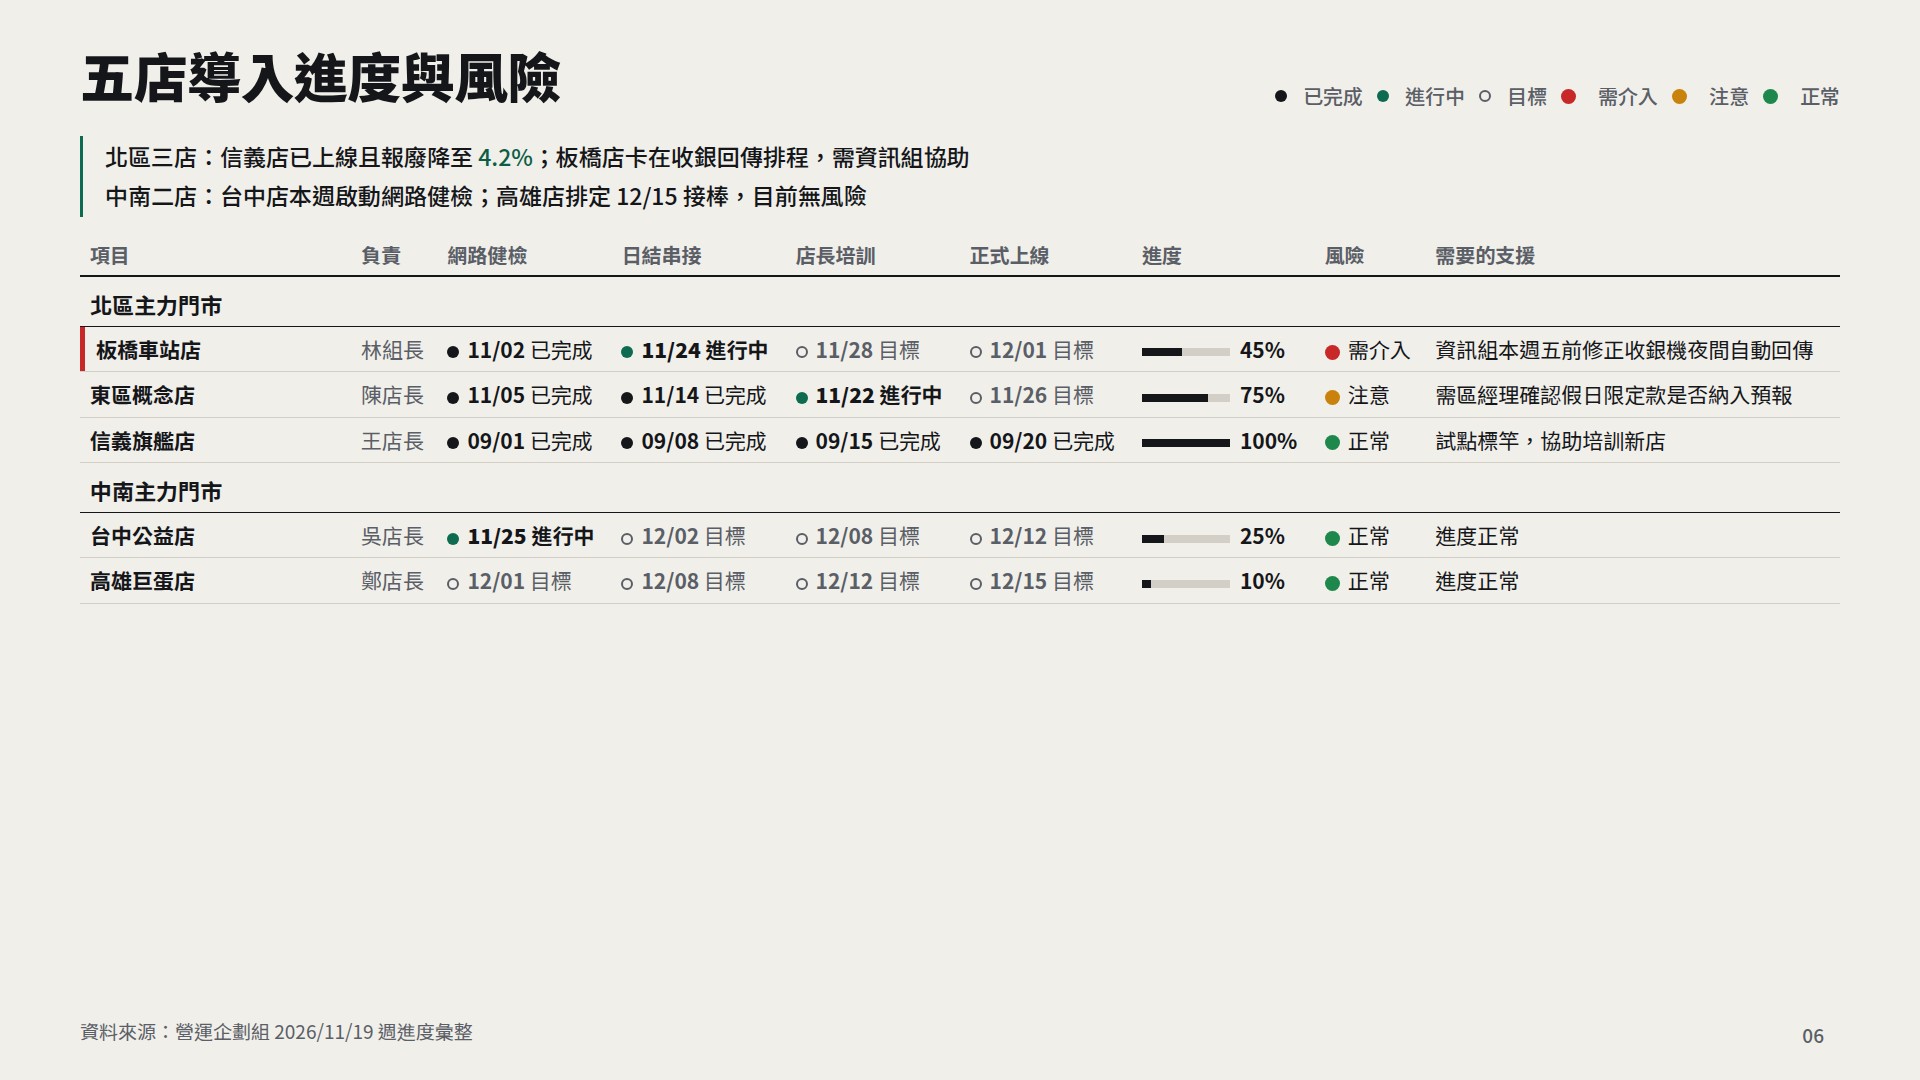 五店導入進度與風險
已完成 進行中 目標 需介入 注意 正常
北區三店：信義店已上線且報廢降至 4.2%；板橋店卡在收銀回傳排程，需資訊組協助
中南二店：台中店本週啟動網路健檢；高雄店排定 12/15 接棒，目前無風險
項目 負責 網路健檢 日結串接 店長培訓 正式上線 進度 風險 需要的支援
北區主力門市
板橋車站店 林組長 11/02 已完成 11/24 進行中 11/28 目標 12/01 目標 45% 需介入 資訊組本週五前修正收銀機夜間自動回傳
東區概念店 陳店長 11/05 已完成 11/14 已完成 11/22 進行中 11/26 目標 75% 注意 需區經理確認假日限定款是否納入預報
信義旗艦店 王店長 09/01 已完成 09/08 已完成 09/15 已完成 09/20 已完成 100% 正常 試點標竿，協助培訓新店
中南主力門市
台中公益店 吳店長 11/25 進行中 12/02 目標 12/08 目標 12/12 目標 25% 正常 進度正常
高雄巨蛋店 鄭店長 12/01 目標 12/08 目標 12/12 目標 12/15 目標 10% 正常 進度正常
資料來源：營運企劃組 2026/11/19 週進度彙整
06